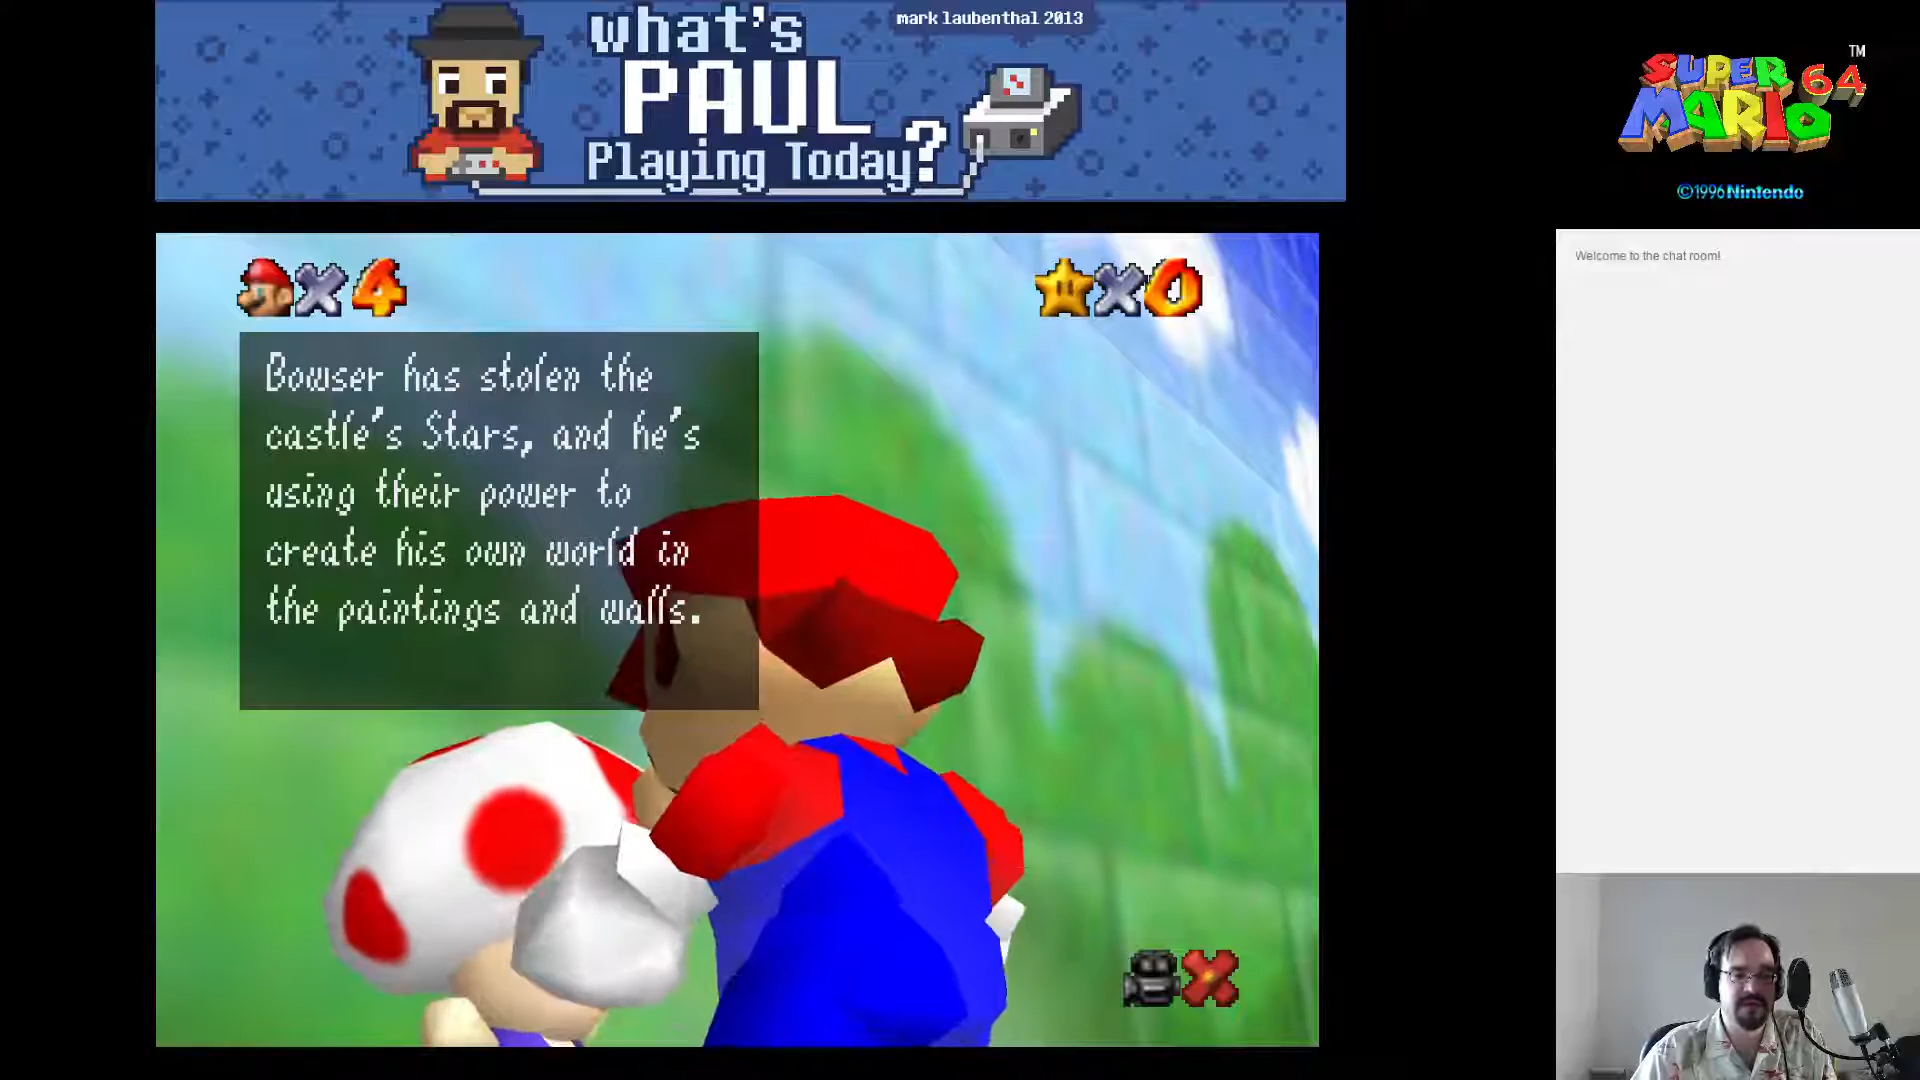 what's
mark laubenthal 2013
PAUL
Playing Today?
SUPER
MARIO 64 TM
©1996 Nintendo
×4
×0
Bowser has stolen the
castle's Stars, and he's
using their power to
create his own world in
the paintings and walls.
Welcome to the chat room!